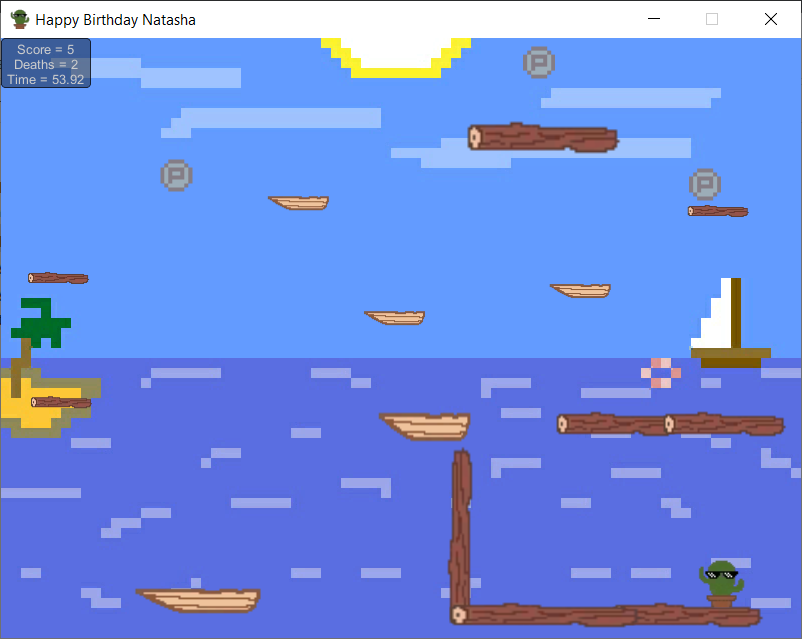 Happy Birthday Natasha
Score = 5
Deaths = 2
Time = 53.92
P
P
P